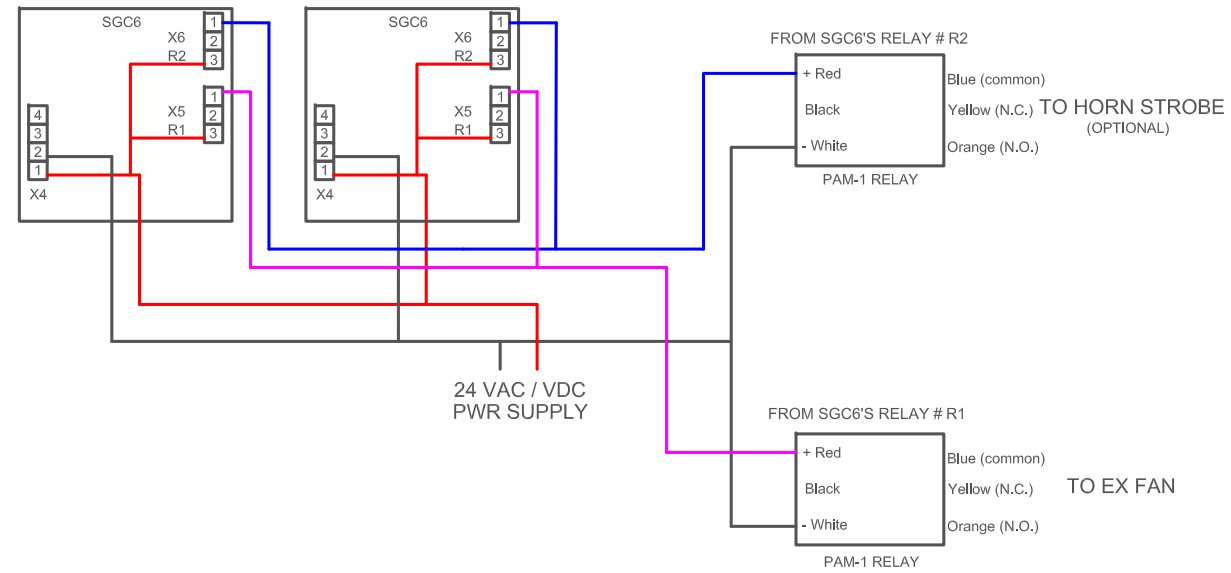 SGC6
1
X6
2
R2
3
1
X5
2
R1
3
4
3
2
1
X4
SGC6
1
X6
2
R2
3
1
X5
2
R1
3
4
3
2
1
X4
FROM SGC6'S RELAY # R2
+ Red
Blue (common)
Black
Yellow (N.C.)
TO HORN STROBE
(OPTIONAL)
- White
Orange (N.O.)
PAM-1 RELAY
24 VAC / VDC
PWR SUPPLY
FROM SGC6'S RELAY # R1
+ Red
Blue (common)
Black
Yellow (N.C.)
TO EX FAN
- White
Orange (N.O.)
PAM-1 RELAY